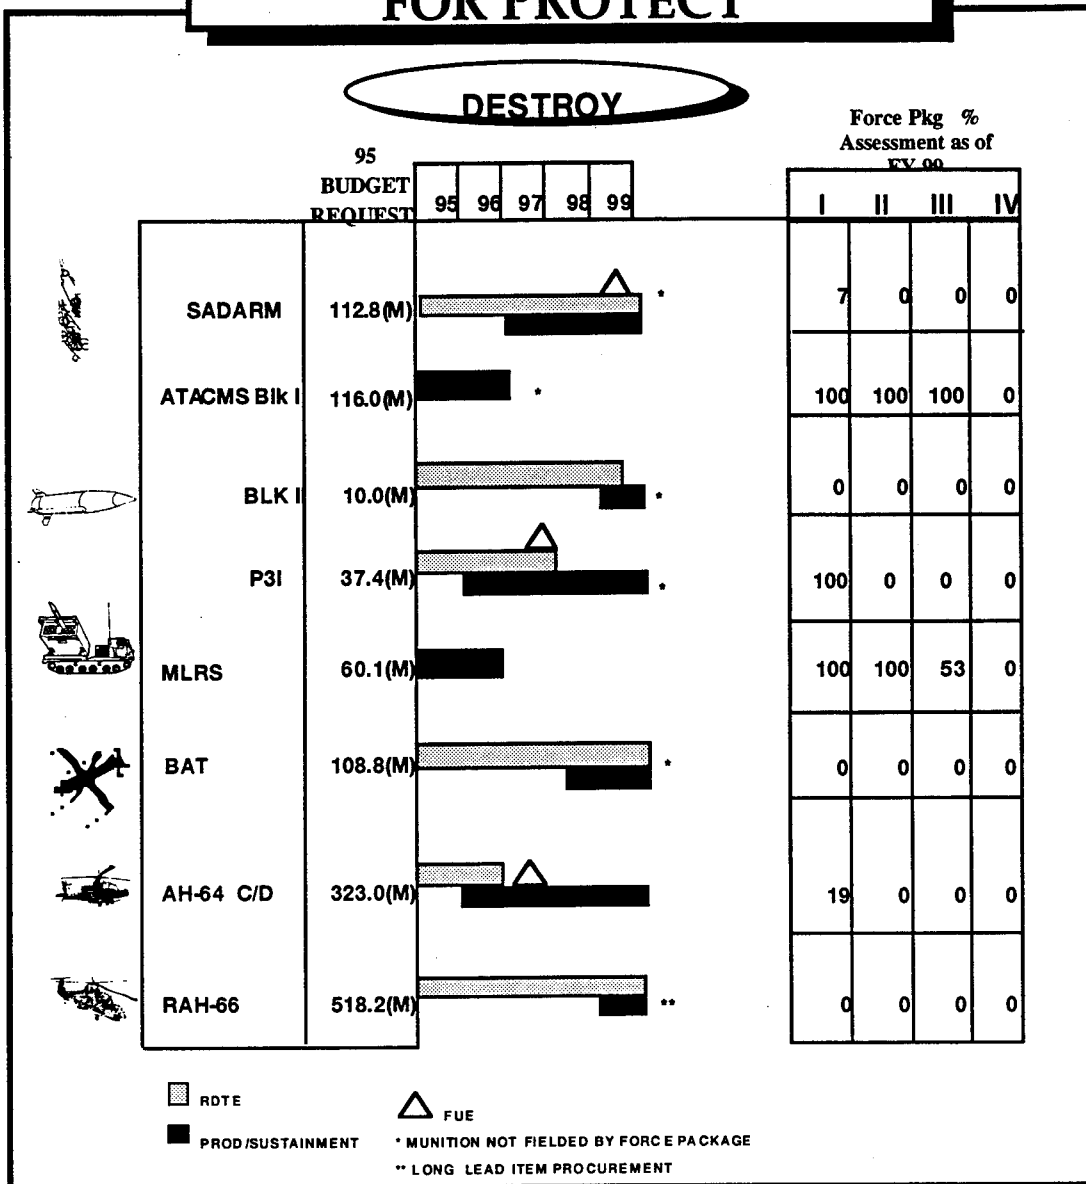 FOR PROTECT
DESTROY
Force Pkg %
Assessment as of
FY 99
95
BUDGET
REQUEST
95 96 97 98 99
I II III IV
SADARM 112.8(M) * 7 0 0 0
ATACMS Blk I 116.0(M) * 100 100 100 0
BLK II 10.0(M) * 0 0 0 0
P3I 37.4(M) * 100 0 0 0
MLRS 60.1(M) 100 100 53 0
BAT 108.8(M) * 0 0 0 0
AH-64 C/D 323.0(M) 19 0 0 0
RAH-66 518.2(M) ** 0 0 0 0
RDTE
FUE
PROD/SUSTAINMENT
* MUNITION NOT FIELDED BY FORCE PACKAGE
** LONG LEAD ITEM PROCUREMENT